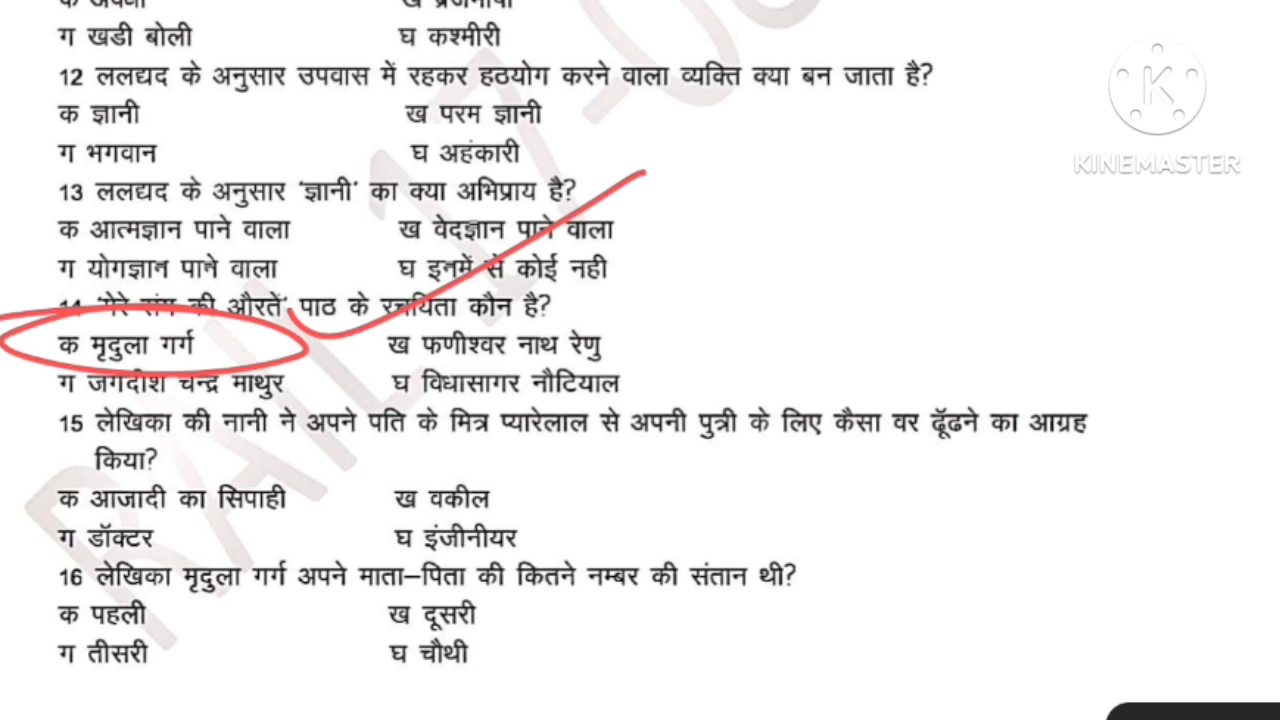 ग खडी बोली घ कश्मीरी
12 ललद्यद के अनुसार उपवास में रहकर हठयोग करने वाला व्यक्ति क्या बन जाता है?
क ज्ञानी ख परम ज्ञानी
ग भगवान घ अहंकारी
13 ललद्यद के अनुसार 'ज्ञानी' का क्या अभिप्राय है?
क आत्मज्ञान पाने वाला ख वेदज्ञान पाने वाला
ग योगज्ञान पाने वाला घ इनमें से कोई नही
14 'मेरे संग की औरतें' पाठ के रचयिता कौन है?
क मृदुला गर्ग ख फणीश्वर नाथ रेणु
ग जगदीश चन्द्र माथुर घ विधासागर नौटियाल
15 लेखिका की नानी ने अपने पति के मित्र प्यारेलाल से अपनी पुत्री के लिए कैसा वर ढूॅढने का आग्रह
किया?
क आजादी का सिपाही ख वकील
ग डॉक्टर घ इंजीनीयर
16 लेखिका मृदुला गर्ग अपने माता–पिता की कितने नम्बर की संतान थी?
क पहली ख दूसरी
ग तीसरी घ चौथी
K
KINEMASTER